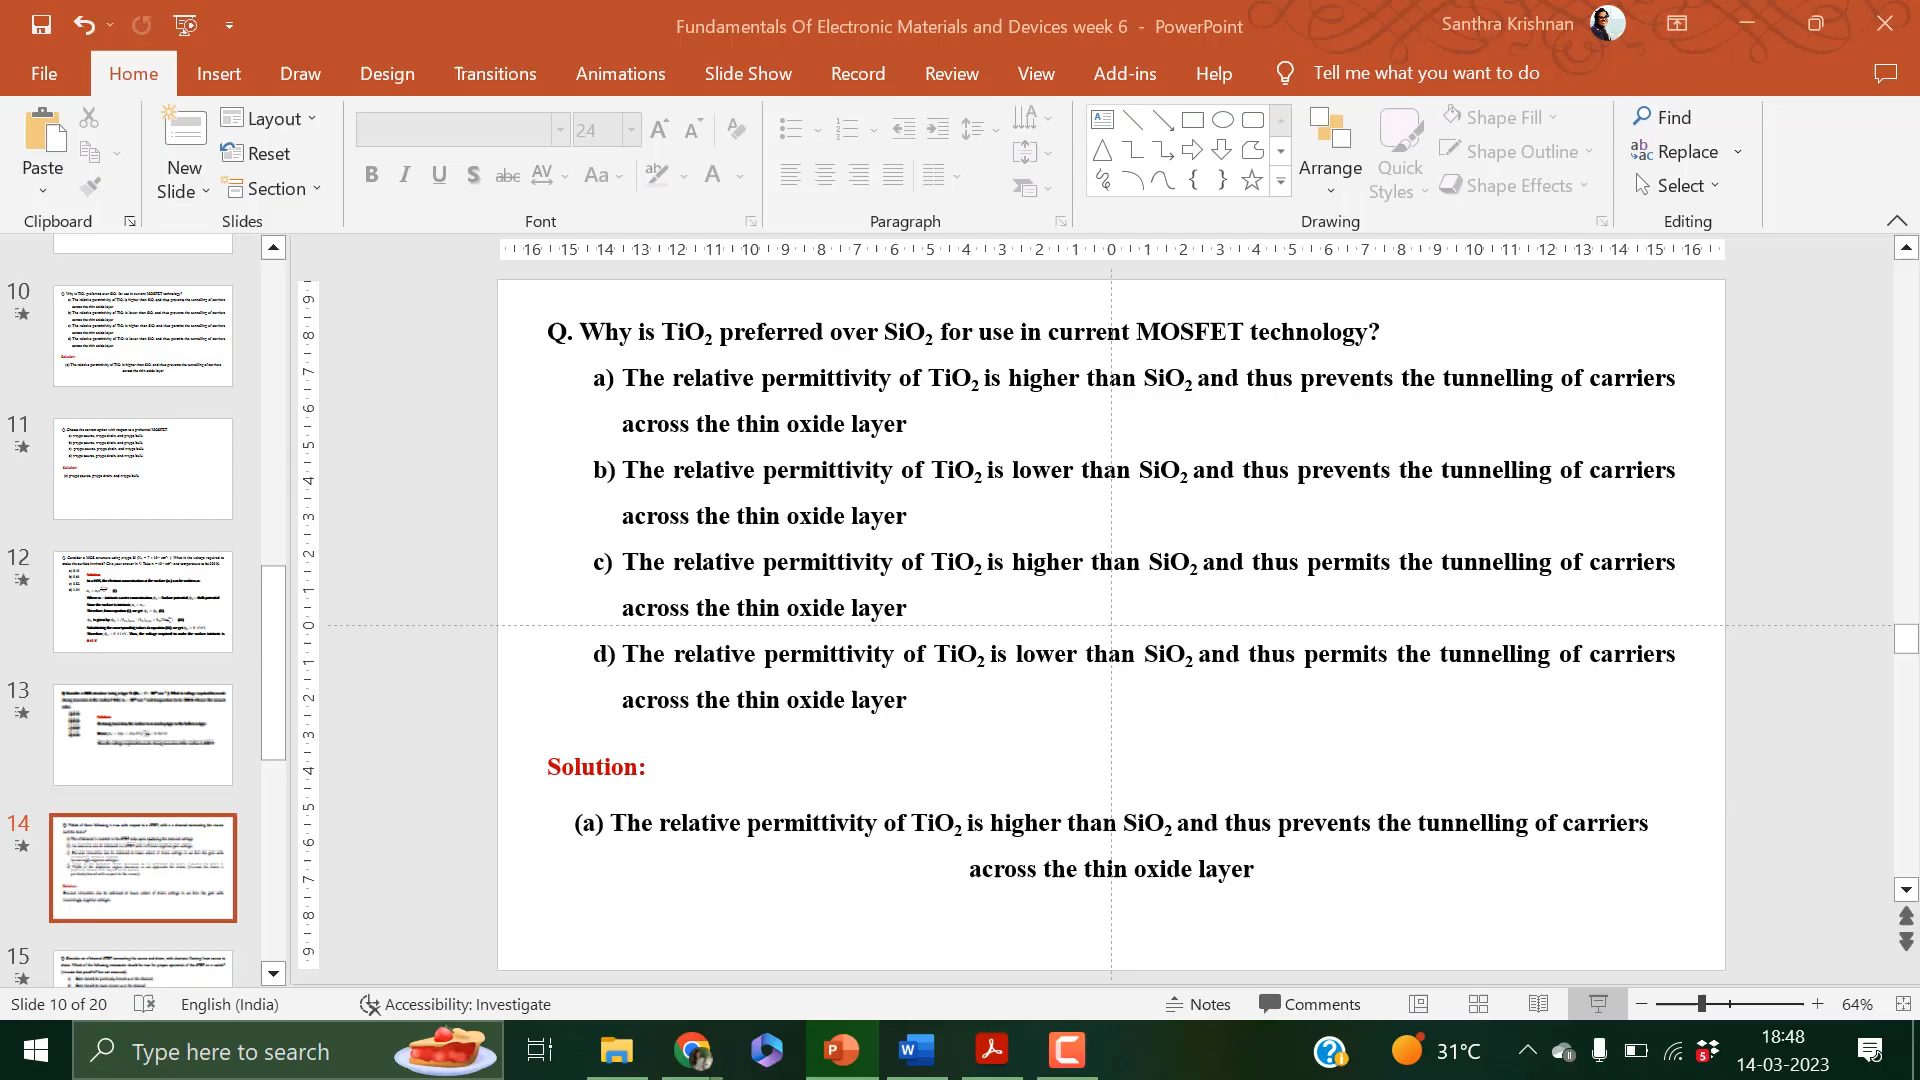 Fundamentals Of Electronic Materials and Devices week 6 - PowerPoint
Santhra Krishnan
File Home Insert Draw Design Transitions Animations Slide Show Record Review View Add-ins Help Tell me what you want to do
Paste
Clipboard
New Slide
Layout
Reset
Section
Slides
24
Font
Paragraph
Arrange
Quick Styles
Shape Fill
Shape Outline
Shape Effects
Drawing
Find
Replace
Select
Editing
10
11
12
13
14
15
Q. Why is TiO₂ preferred over SiO₂ for use in current MOSFET technology?
a) The relative permittivity of TiO₂ is higher than SiO₂ and thus prevents the tunnelling of carriers
across the thin oxide layer
b) The relative permittivity of TiO₂ is lower than SiO₂ and thus prevents the tunnelling of carriers
across the thin oxide layer
c) The relative permittivity of TiO₂ is higher than SiO₂ and thus permits the tunnelling of carriers
across the thin oxide layer
d) The relative permittivity of TiO₂ is lower than SiO₂ and thus permits the tunnelling of carriers
across the thin oxide layer
Solution:
(a) The relative permittivity of TiO₂ is higher than SiO₂ and thus prevents the tunnelling of carriers
across the thin oxide layer
Slide 10 of 20 English (India) Accessibility: Investigate Notes Comments 64%
Type here to search
31°C
18:48
14-03-2023